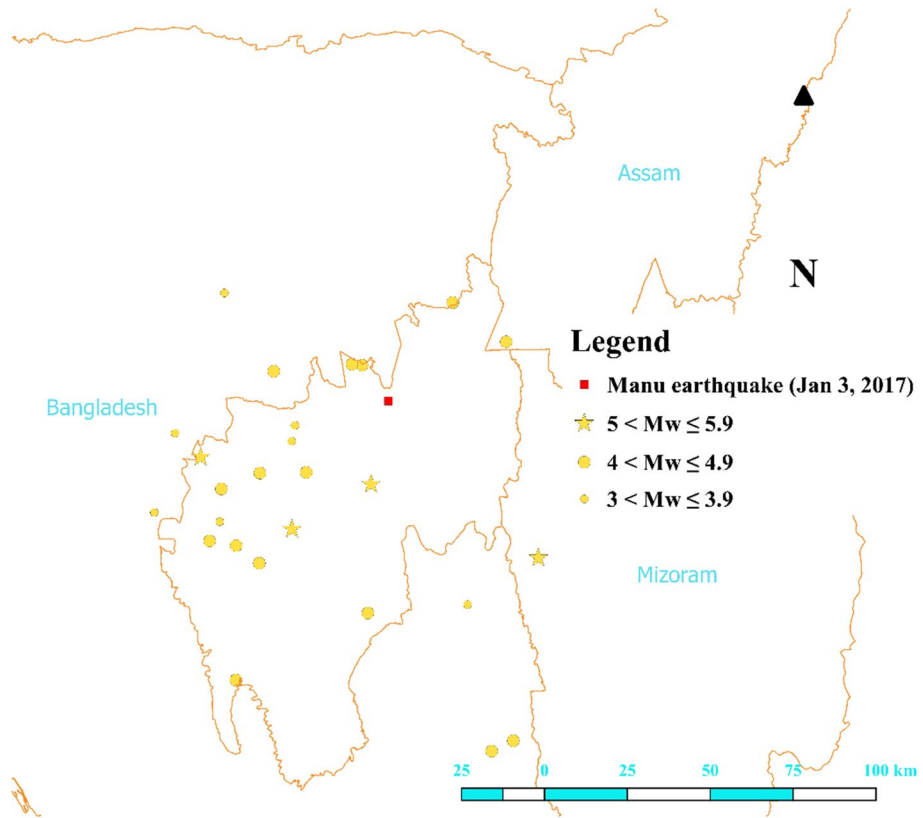 Assam
N
Legend
Manu earthquake (Jan 3, 2017)
Bangladesh
5 < Mw ≤ 5.9
4 < Mw ≤ 4.9
3 < Mw ≤ 3.9
Mizoram
25 0 25 50 75 100 km